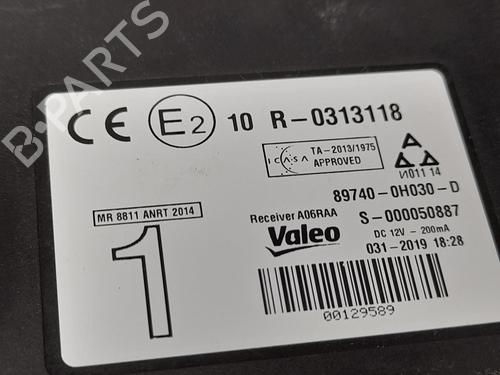 B-PARTS
CE E2 10 R-0313118
ICASA TA-2013/1975
APPROVED
И011 14
89740-0H030-D
MR 8811 ANRT 2014
Receiver A06RAA S-000050887
1
Valeo DC 12V - 200mA
031-2019 18:28
00129589